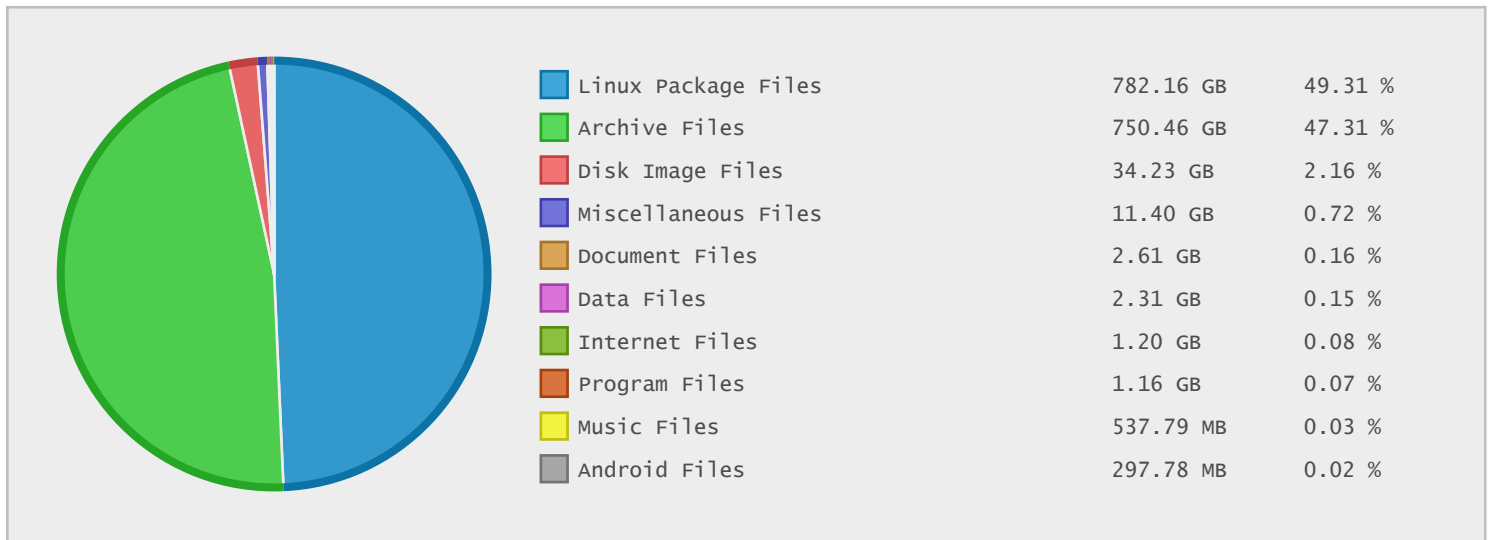 Linux Package Files 782.16 GB 49.31 %
Archive Files 750.46 GB 47.31 %
Disk Image Files 34.23 GB 2.16 %
Miscellaneous Files 11.40 GB 0.72 %
Document Files 2.61 GB 0.16 %
Data Files 2.31 GB 0.15 %
Internet Files 1.20 GB 0.08 %
Program Files 1.16 GB 0.07 %
Music Files 537.79 MB 0.03 %
Android Files 297.78 MB 0.02 %